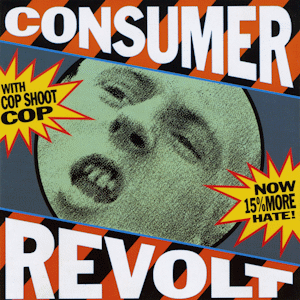 CONSUMER
WITH
COP SHOOT
COP
NOW
15% MORE
HATE!
REVOLT